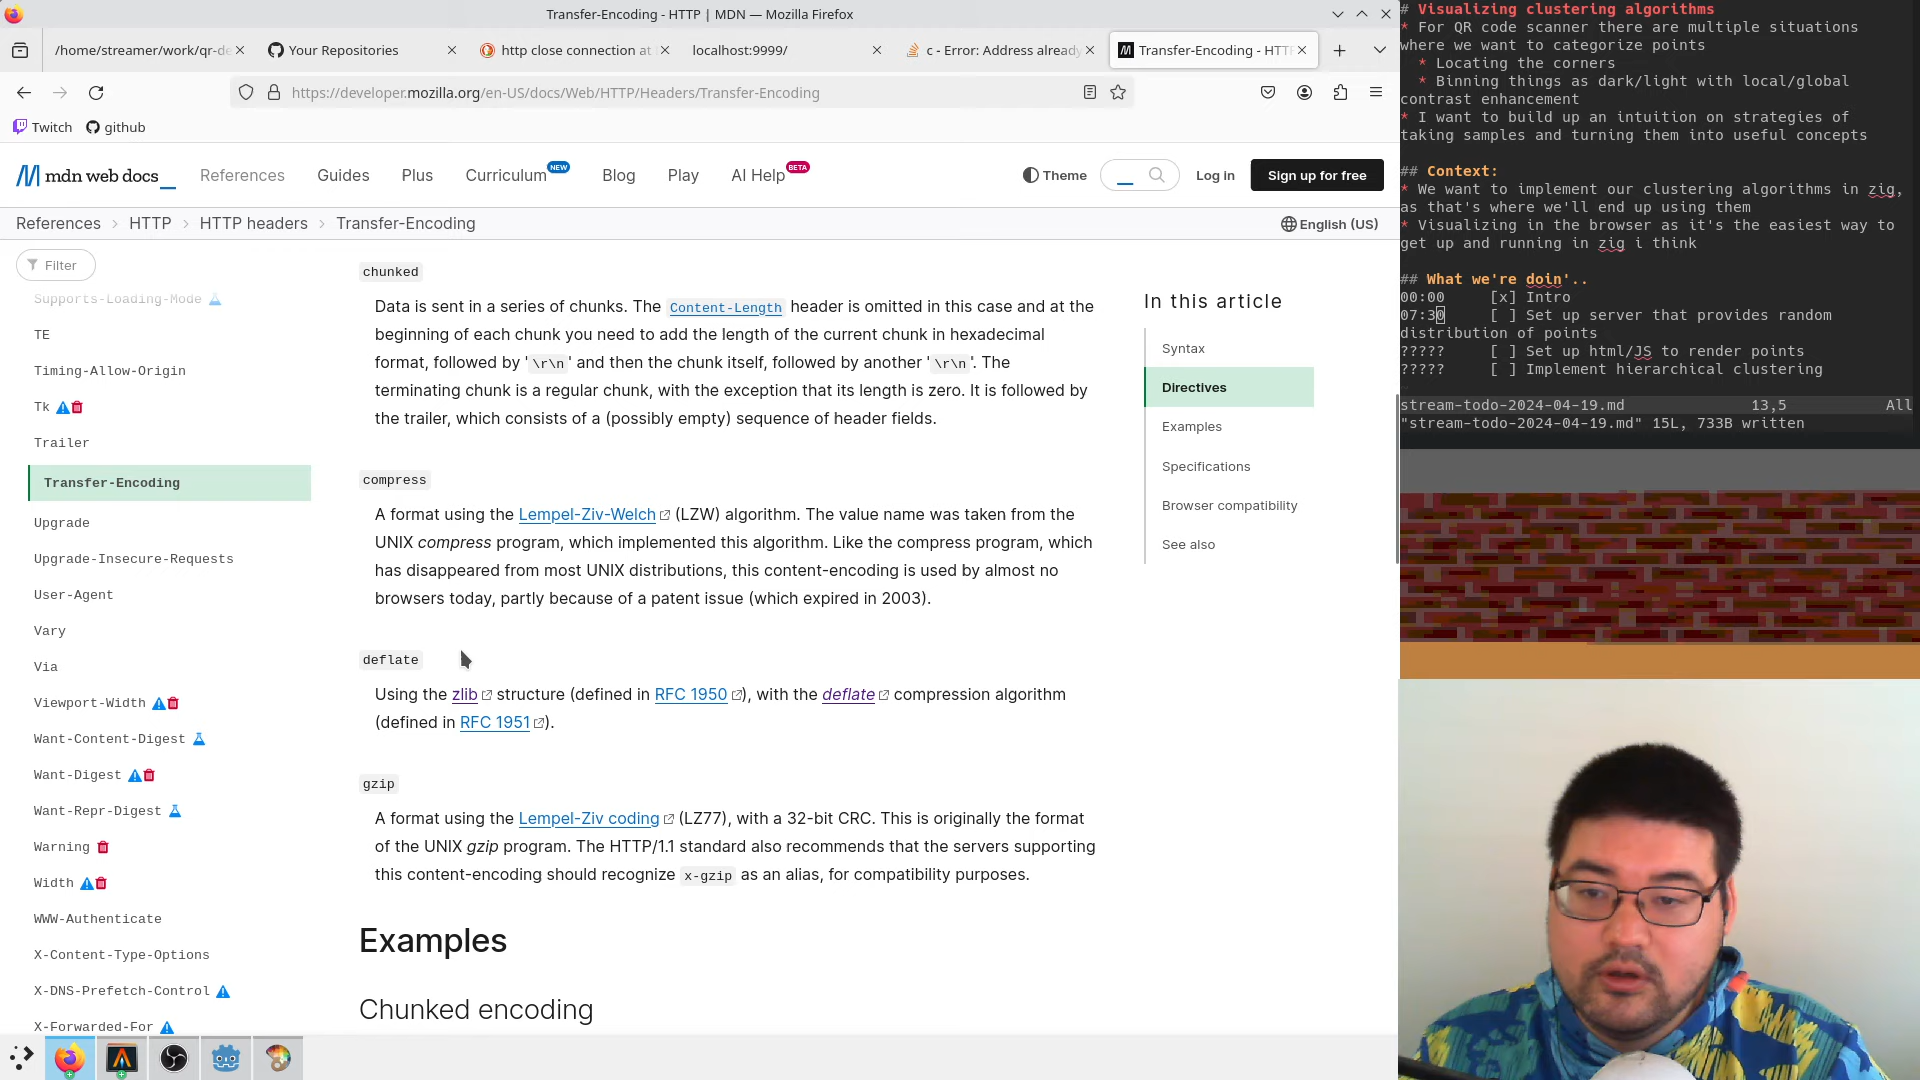 Transfer-Encoding - HTTP | MDN — Mozilla Firefox
/home/streamer/work/qr-de
Your Repositories
http close connection at
localhost:9999/
c - Error: Address already
Transfer-Encoding - HTT
https://developer.mozilla.org/en-US/docs/Web/HTTP/Headers/Transfer-Encoding
Twitch
github
mdn web docs
References
Guides
Plus
Curriculum NEW
Blog
Play
AI Help BETA
Theme
Log in
Sign up for free
References > HTTP > HTTP headers > Transfer-Encoding
English (US)
Filter
Supports-Loading-Mode
TE
Timing-Allow-Origin
Tk
Trailer
Transfer-Encoding
Upgrade
Upgrade-Insecure-Requests
User-Agent
Vary
Via
Viewport-Width
Want-Content-Digest
Want-Digest
Want-Repr-Digest
Warning
Width
WWW-Authenticate
X-Content-Type-Options
X-DNS-Prefetch-Control
X-Forwarded-For
chunked
Data is sent in a series of chunks. The Content-Length header is omitted in this case and at the
beginning of each chunk you need to add the length of the current chunk in hexadecimal
format, followed by '\r\n' and then the chunk itself, followed by another '\r\n'. The
terminating chunk is a regular chunk, with the exception that its length is zero. It is followed by
the trailer, which consists of a (possibly empty) sequence of header fields.
compress
A format using the Lempel-Ziv-Welch (LZW) algorithm. The value name was taken from the
UNIX compress program, which implemented this algorithm. Like the compress program, which
has disappeared from most UNIX distributions, this content-encoding is used by almost no
browsers today, partly because of a patent issue (which expired in 2003).
deflate
Using the zlib structure (defined in RFC 1950), with the deflate compression algorithm
(defined in RFC 1951).
gzip
A format using the Lempel-Ziv coding (LZ77), with a 32-bit CRC. This is originally the format
of the UNIX gzip program. The HTTP/1.1 standard also recommends that the servers supporting
this content-encoding should recognize x-gzip as an alias, for compatibility purposes.
Examples
Chunked encoding
In this article
Syntax
Directives
Examples
Specifications
Browser compatibility
See also
# Visualizing clustering algorithms
* For QR code scanner there are multiple situations
where we want to categorize points
* Locating the corners
* Binning things as dark/light with local/global
contrast enhancement
* I want to build up an intuition on strategies of
taking samples and turning them into useful concepts
## Context:
* We want to implement our clustering algorithms in zig,
as that's where we'll end up using them
* Visualizing in the browser as it's the easiest way to
get up and running in zig i think
## What we're doin'..
00:00 [x] Intro
07:30 [ ] Set up server that provides random
distribution of points
????? [ ] Set up html/JS to render points
????? [ ] Implement hierarchical clustering
~
stream-todo-2024-04-19.md 13,5 All
"stream-todo-2024-04-19.md" 15L, 733B written